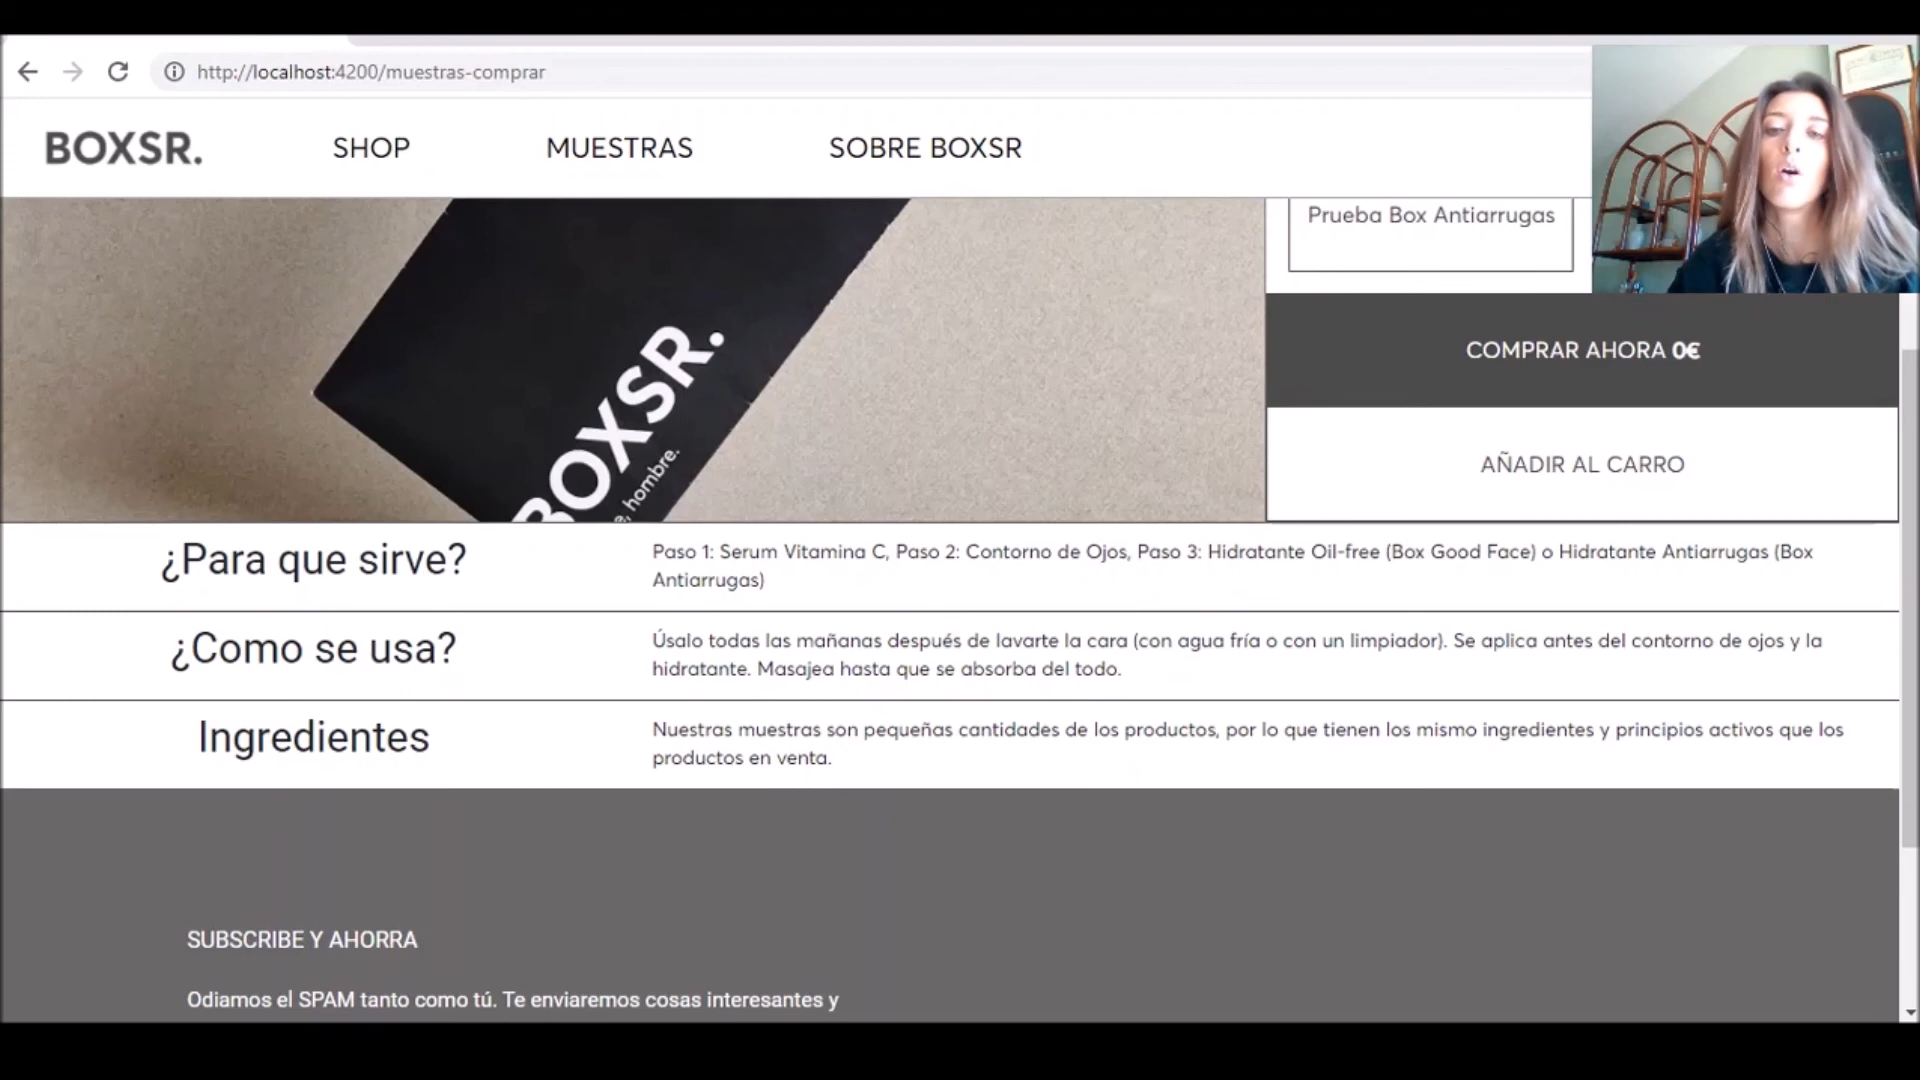 http://localhost:4200/muestras-comprar
BOXSR.
SHOP
MUESTRAS
SOBRE BOXSR
Prueba Box Antiarrugas
BOXSR.
hombre.
COMPRAR AHORA 0€
AÑADIR AL CARRO
¿Para que sirve?
Paso 1: Serum Vitamina C, Paso 2: Contorno de Ojos, Paso 3: Hidratante Oil-free (Box Good Face) o Hidratante Antiarrugas (Box
Antiarrugas)
¿Como se usa?
Úsalo todas las mañanas después de lavarte la cara (con agua fría o con un limpiador). Se aplica antes del contorno de ojos y la
hidratante. Masajea hasta que se absorba del todo.
Ingredientes
Nuestras muestras son pequeñas cantidades de los productos, por lo que tienen los mismo ingredientes y principios activos que los
productos en venta.
SUBSCRIBE Y AHORRA
Odiamos el SPAM tanto como tú. Te enviaremos cosas interesantes y